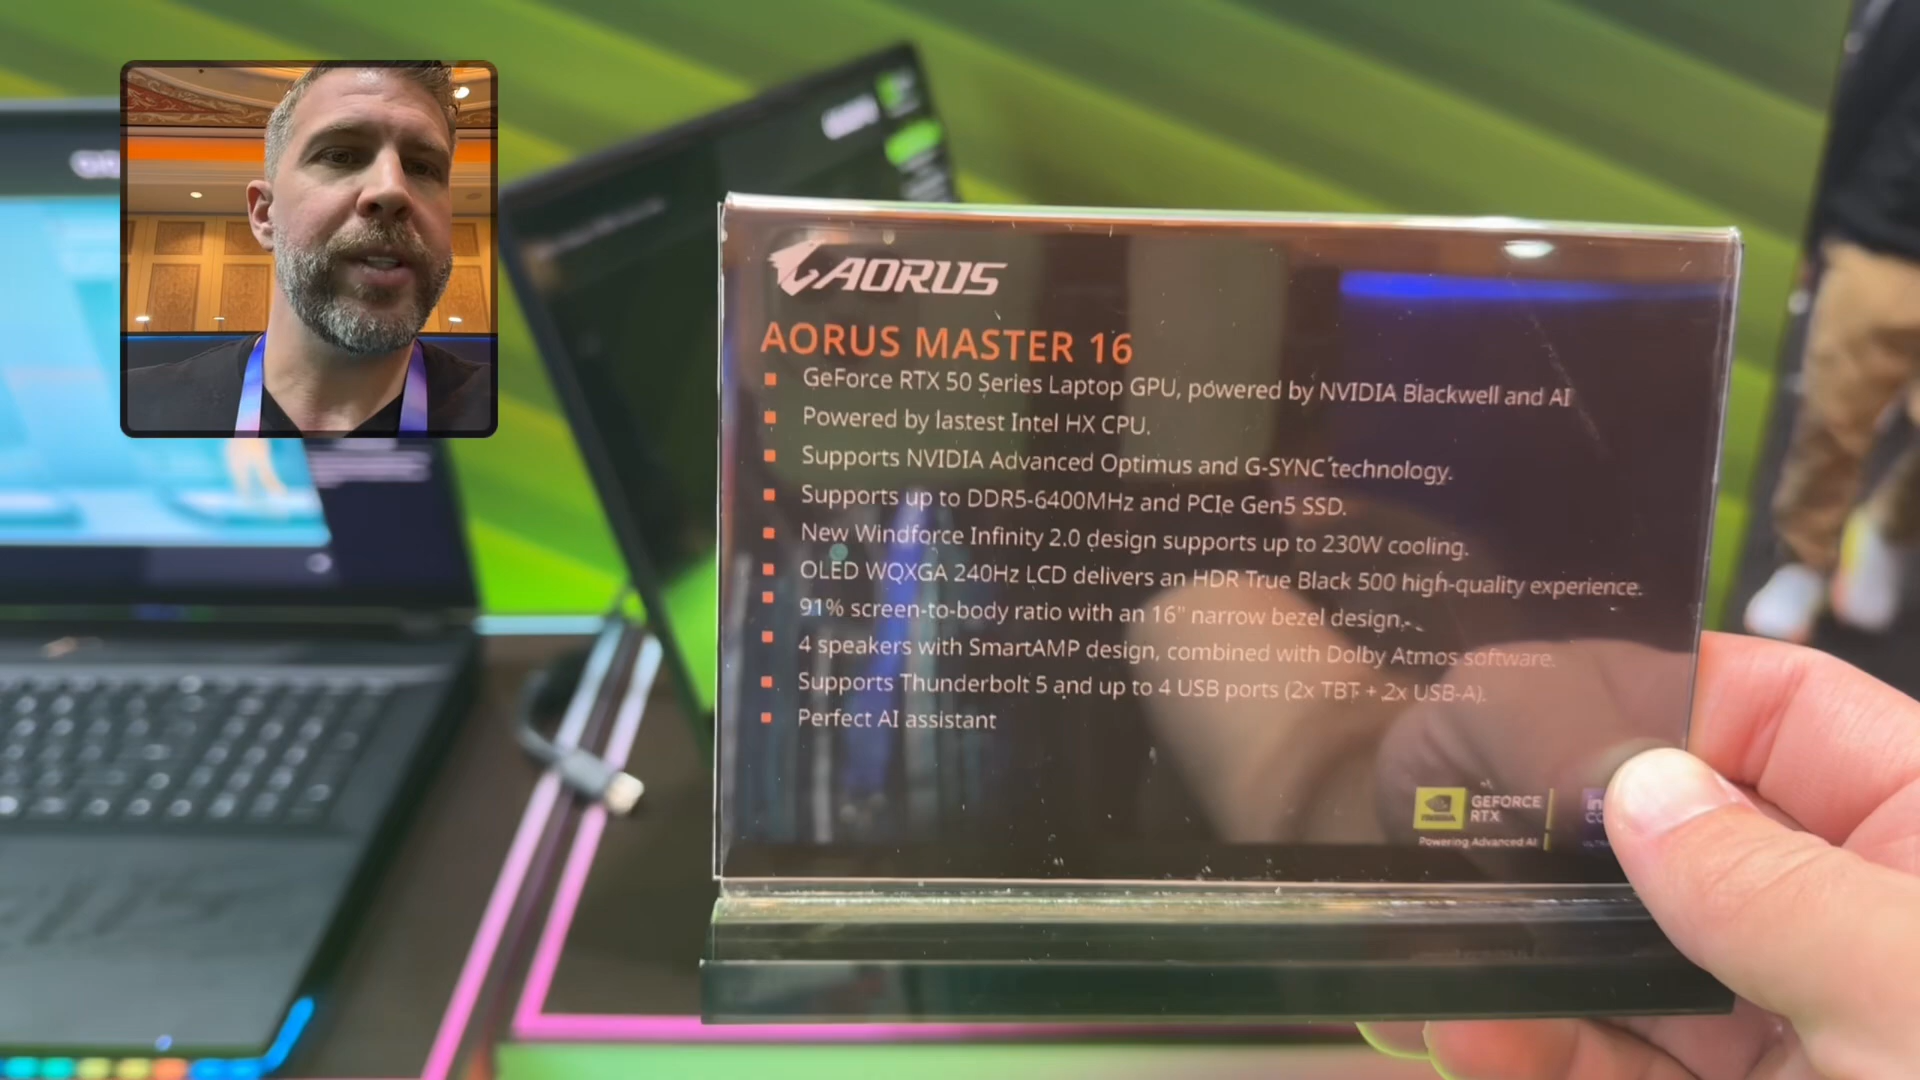 AORUS
AORUS MASTER 16
GeForce RTX 50 Series Laptop GPU, powered by NVIDIA Blackwell and AI
Powered by lastest Intel HX CPU.
Supports NVIDIA Advanced Optimus and G-SYNC technology.
Supports up to DDR5-6400MHz and PCIe Gen5 SSD.
New Windforce Infinity 2.0 design supports up to 230W cooling.
OLED WQXGA 240Hz LCD delivers an HDR True Black 500 high-quality experience.
91% screen-to-body ratio with an 16" narrow bezel design.
4 speakers with SmartAMP design, combined with Dolby Atmos software.
Supports Thunderbolt 5 and up to 4 USB ports (2x TBT + 2x USB-A).
Perfect AI assistant
NVIDIA
GEFORCE
RTX
Powering Advanced AI